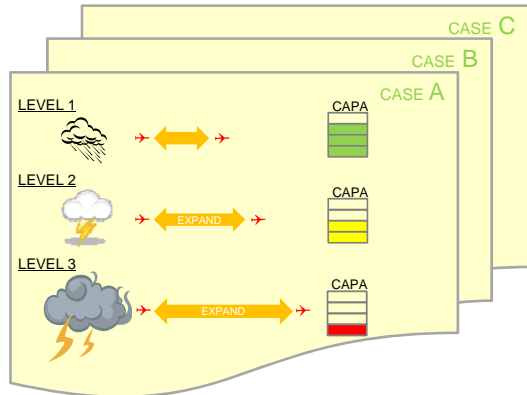 CASE C
CASE B
CASE A
LEVEL 1
CAPA
LEVEL 2
CAPA
EXPAND
LEVEL 3
CAPA
EXPAND